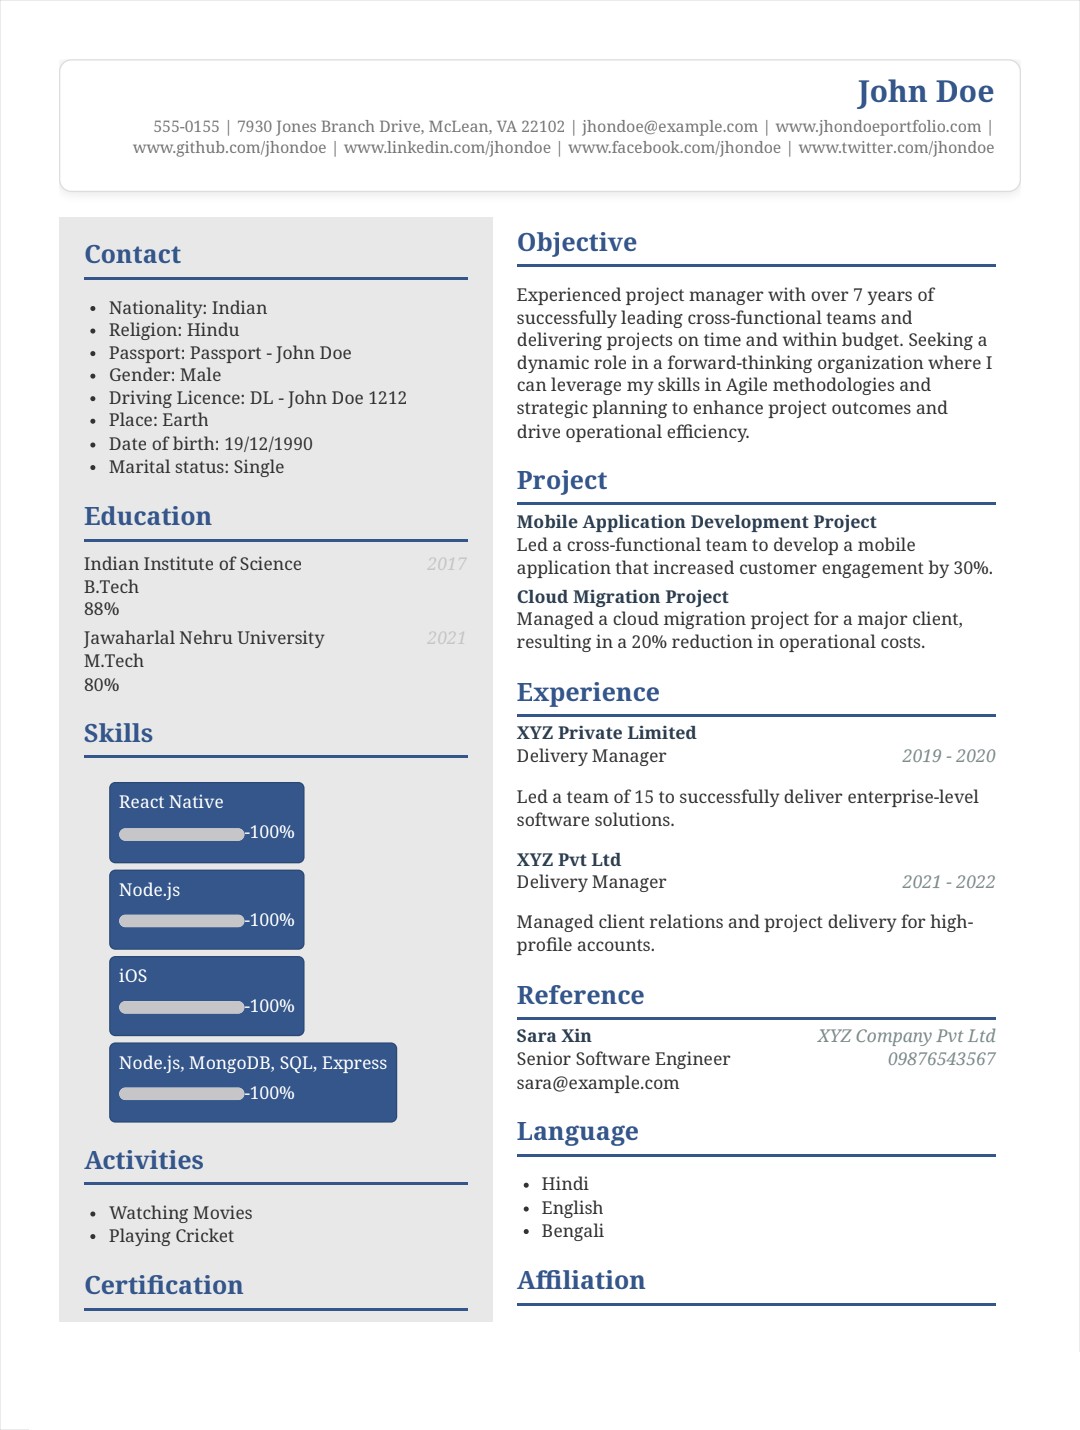 John Doe
555-0155 | 7930 Jones Branch Drive, McLean, VA 22102 | jhondoe@example.com | www.jhondoeportfolio.com |
www.github.com/jhondoe | www.linkedin.com/jhondoe | www.facebook.com/jhondoe | www.twitter.com/jhondoe
Contact
• Nationality: Indian
• Religion: Hindu
• Passport: Passport - John Doe
• Gender: Male
• Driving Licence: DL - John Doe 1212
• Place: Earth
• Date of birth: 19/12/1990
• Marital status: Single
Education
Indian Institute of Science 2017
B.Tech
88%
Jawaharlal Nehru University 2021
M.Tech
80%
Skills
React Native
-100%
Node.js
-100%
iOS
-100%
Node.js, MongoDB, SQL, Express
-100%
Activities
• Watching Movies
• Playing Cricket
Certification
Objective
Experienced project manager with over 7 years of
successfully leading cross-functional teams and
delivering projects on time and within budget. Seeking a
dynamic role in a forward-thinking organization where I
can leverage my skills in Agile methodologies and
strategic planning to enhance project outcomes and
drive operational efficiency.
Project
Mobile Application Development Project
Led a cross-functional team to develop a mobile
application that increased customer engagement by 30%.
Cloud Migration Project
Managed a cloud migration project for a major client,
resulting in a 20% reduction in operational costs.
Experience
XYZ Private Limited
Delivery Manager 2019 - 2020
Led a team of 15 to successfully deliver enterprise-level
software solutions.
XYZ Pvt Ltd
Delivery Manager 2021 - 2022
Managed client relations and project delivery for high-
profile accounts.
Reference
Sara Xin XYZ Company Pvt Ltd
Senior Software Engineer 09876543567
sara@example.com
Language
• Hindi
• English
• Bengali
Affiliation